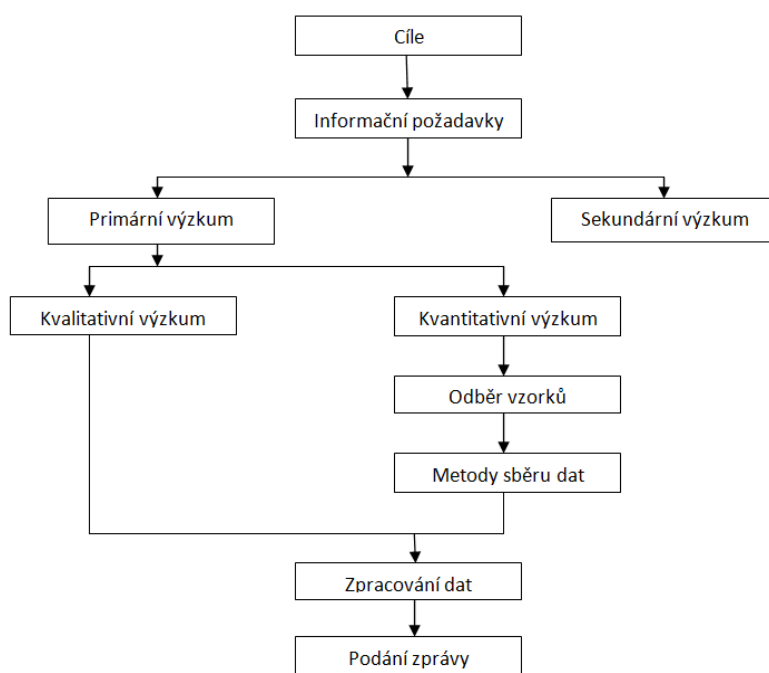 Cíle
Informační požadavky
Primární výzkum
Sekundární výzkum
Kvalitativní výzkum
Kvantitativní výzkum
Odběr vzorků
Metody sběru dat
Zpracování dat
Podání zprávy